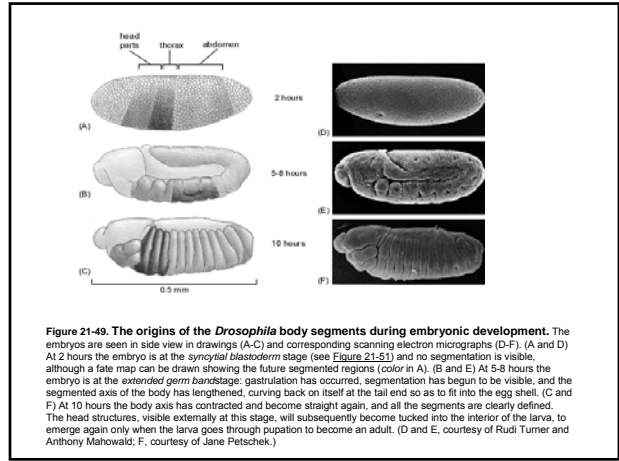 head parts thorax abdomen
2 hours
(A)
(D)
5-8 hours
(B)
(E)
10 hours
(C)
(F)
0.5 mm
Figure 21-49. The origins of the Drosophila body segments during embryonic development. The
embryos are seen in side view in drawings (A-C) and corresponding scanning electron micrographs (D-F). (A and D)
At 2 hours the embryo is at the syncytial blastoderm stage (see Figure 21-51) and no segmentation is visible,
although a fate map can be drawn showing the future segmented regions (color in A). (B and E) At 5-8 hours the
embryo is at the extended germ bandstage: gastrulation has occurred, segmentation has begun to be visible, and the
segmented axis of the body has lengthened, curving back on itself at the tail end so as to fit into the egg shell. (C and
F) At 10 hours the body axis has contracted and become straight again, and all the segments are clearly defined.
The head structures, visible externally at this stage, will subsequently become tucked into the interior of the larva, to
emerge again only when the larva goes through pupation to become an adult. (D and E, courtesy of Rudi Turner and
Anthony Mahowald; F, courtesy of Jane Petschek.)